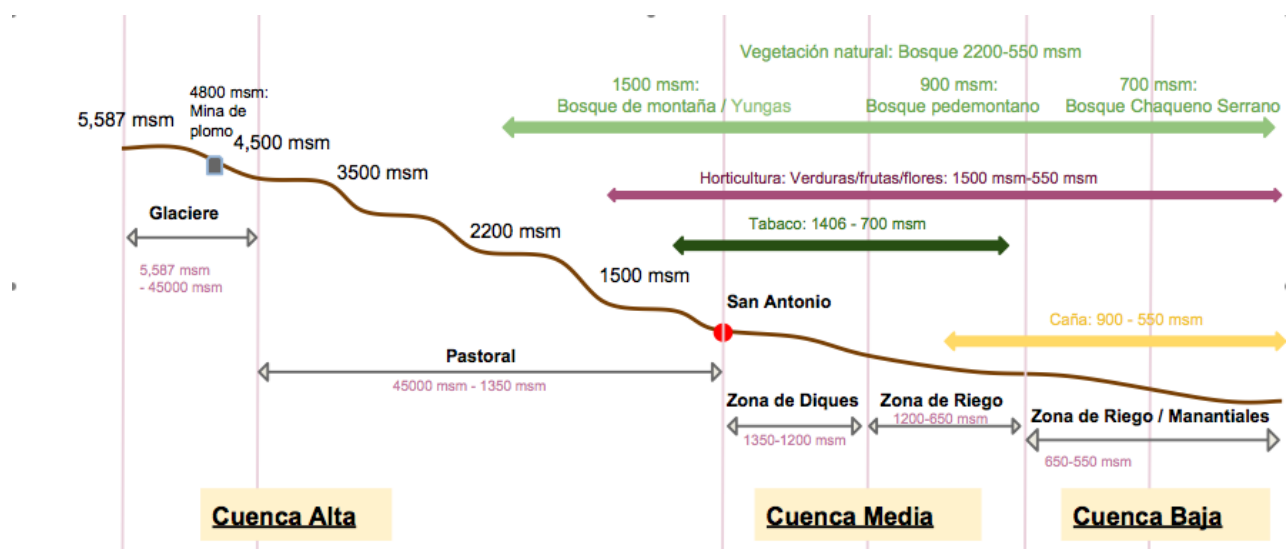 Vegetación natural: Bosque 2200-550 msm
1500 msm:
Bosque de montaña / Yungas
900 msm:
Bosque pedemontano
700 msm:
Bosque Chaqueno Serrano
4800 msm:
Mina de
plomo
5,587 msm
4,500 msm
3500 msm
Horticultura: Verduras/frutas/flores: 1500 msm-550 msm
Glaciere
Tabaco: 1406 - 700 msm
2200 msm
5,587 msm
- 45000 msm
1500 msm
San Antonio
Caña: 900 - 550 msm
Pastoral
45000 msm - 1350 msm
Zona de Diques
1350-1200 msm
Zona de Riego
1200-650 msm
Zona de Riego / Manantiales
650-550 msm
Cuenca Alta
Cuenca Media
Cuenca Baja